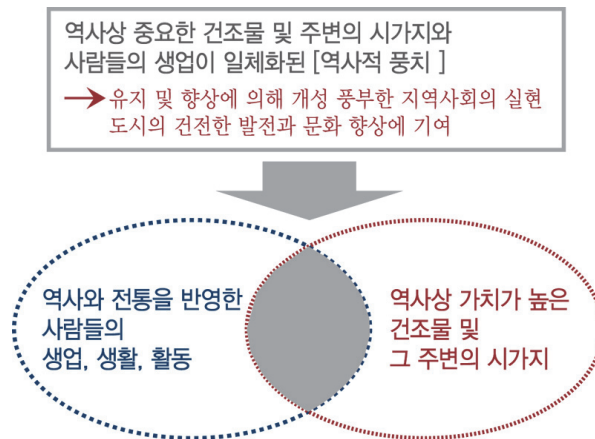 역사상 중요한 건조물 및 주변의 시가지와
사람들의 생업이 일체화된 [역사적 풍치 ]
유지 및 향상에 의해 개성 풍부한 지역사회의 실현
도시의 건전한 발전과 문화 향상에 기여
역사와 전통을 반영한
사람들의
생업, 생활, 활동
역사상 가치가 높은
건조물 및
그 주변의 시가지